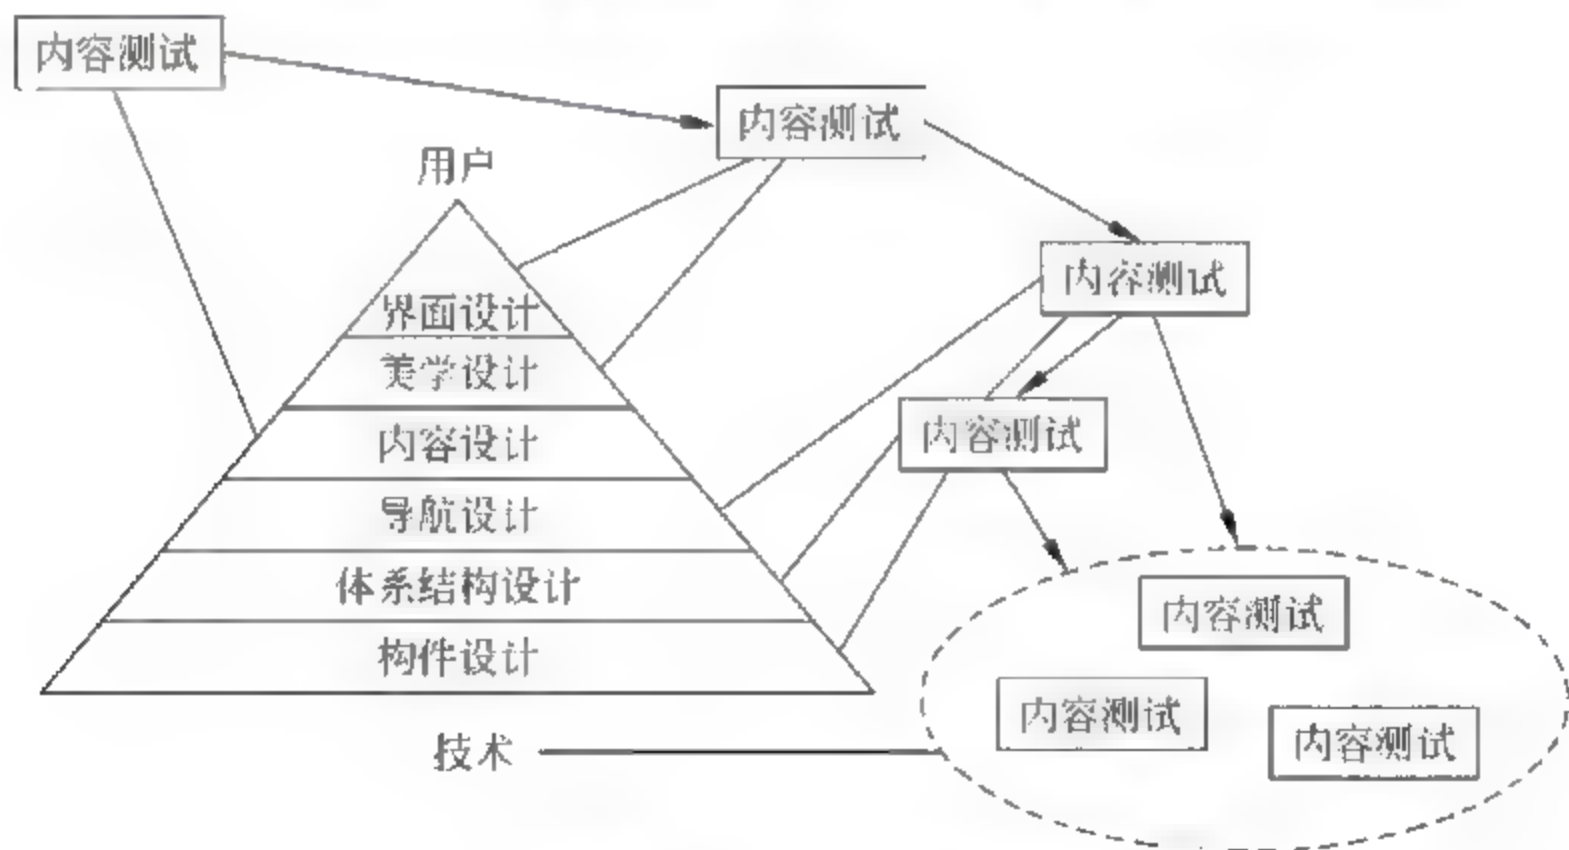 内容测试
内容测试
用户
内容测试
界面设计
美学设计
内容测试
内容设计
导航设计
体系结构设计
内容测试
构件设计
内容测试
内容测试
技术